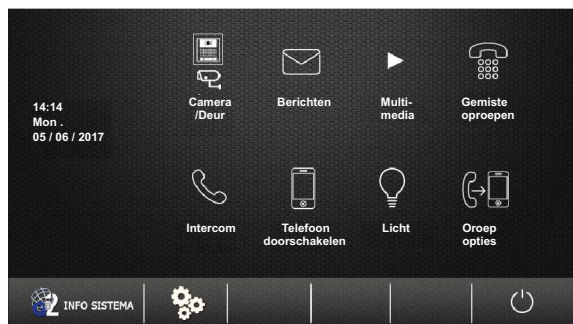 14:14
Mon .
05 / 06 / 2017
Camera
/Deur
Berichten
Multi-
media
Gemiste
oproepen
Intercom
Telefoon
doorschakelen
Licht
Oroep
opties
2 INFO SISTEMA